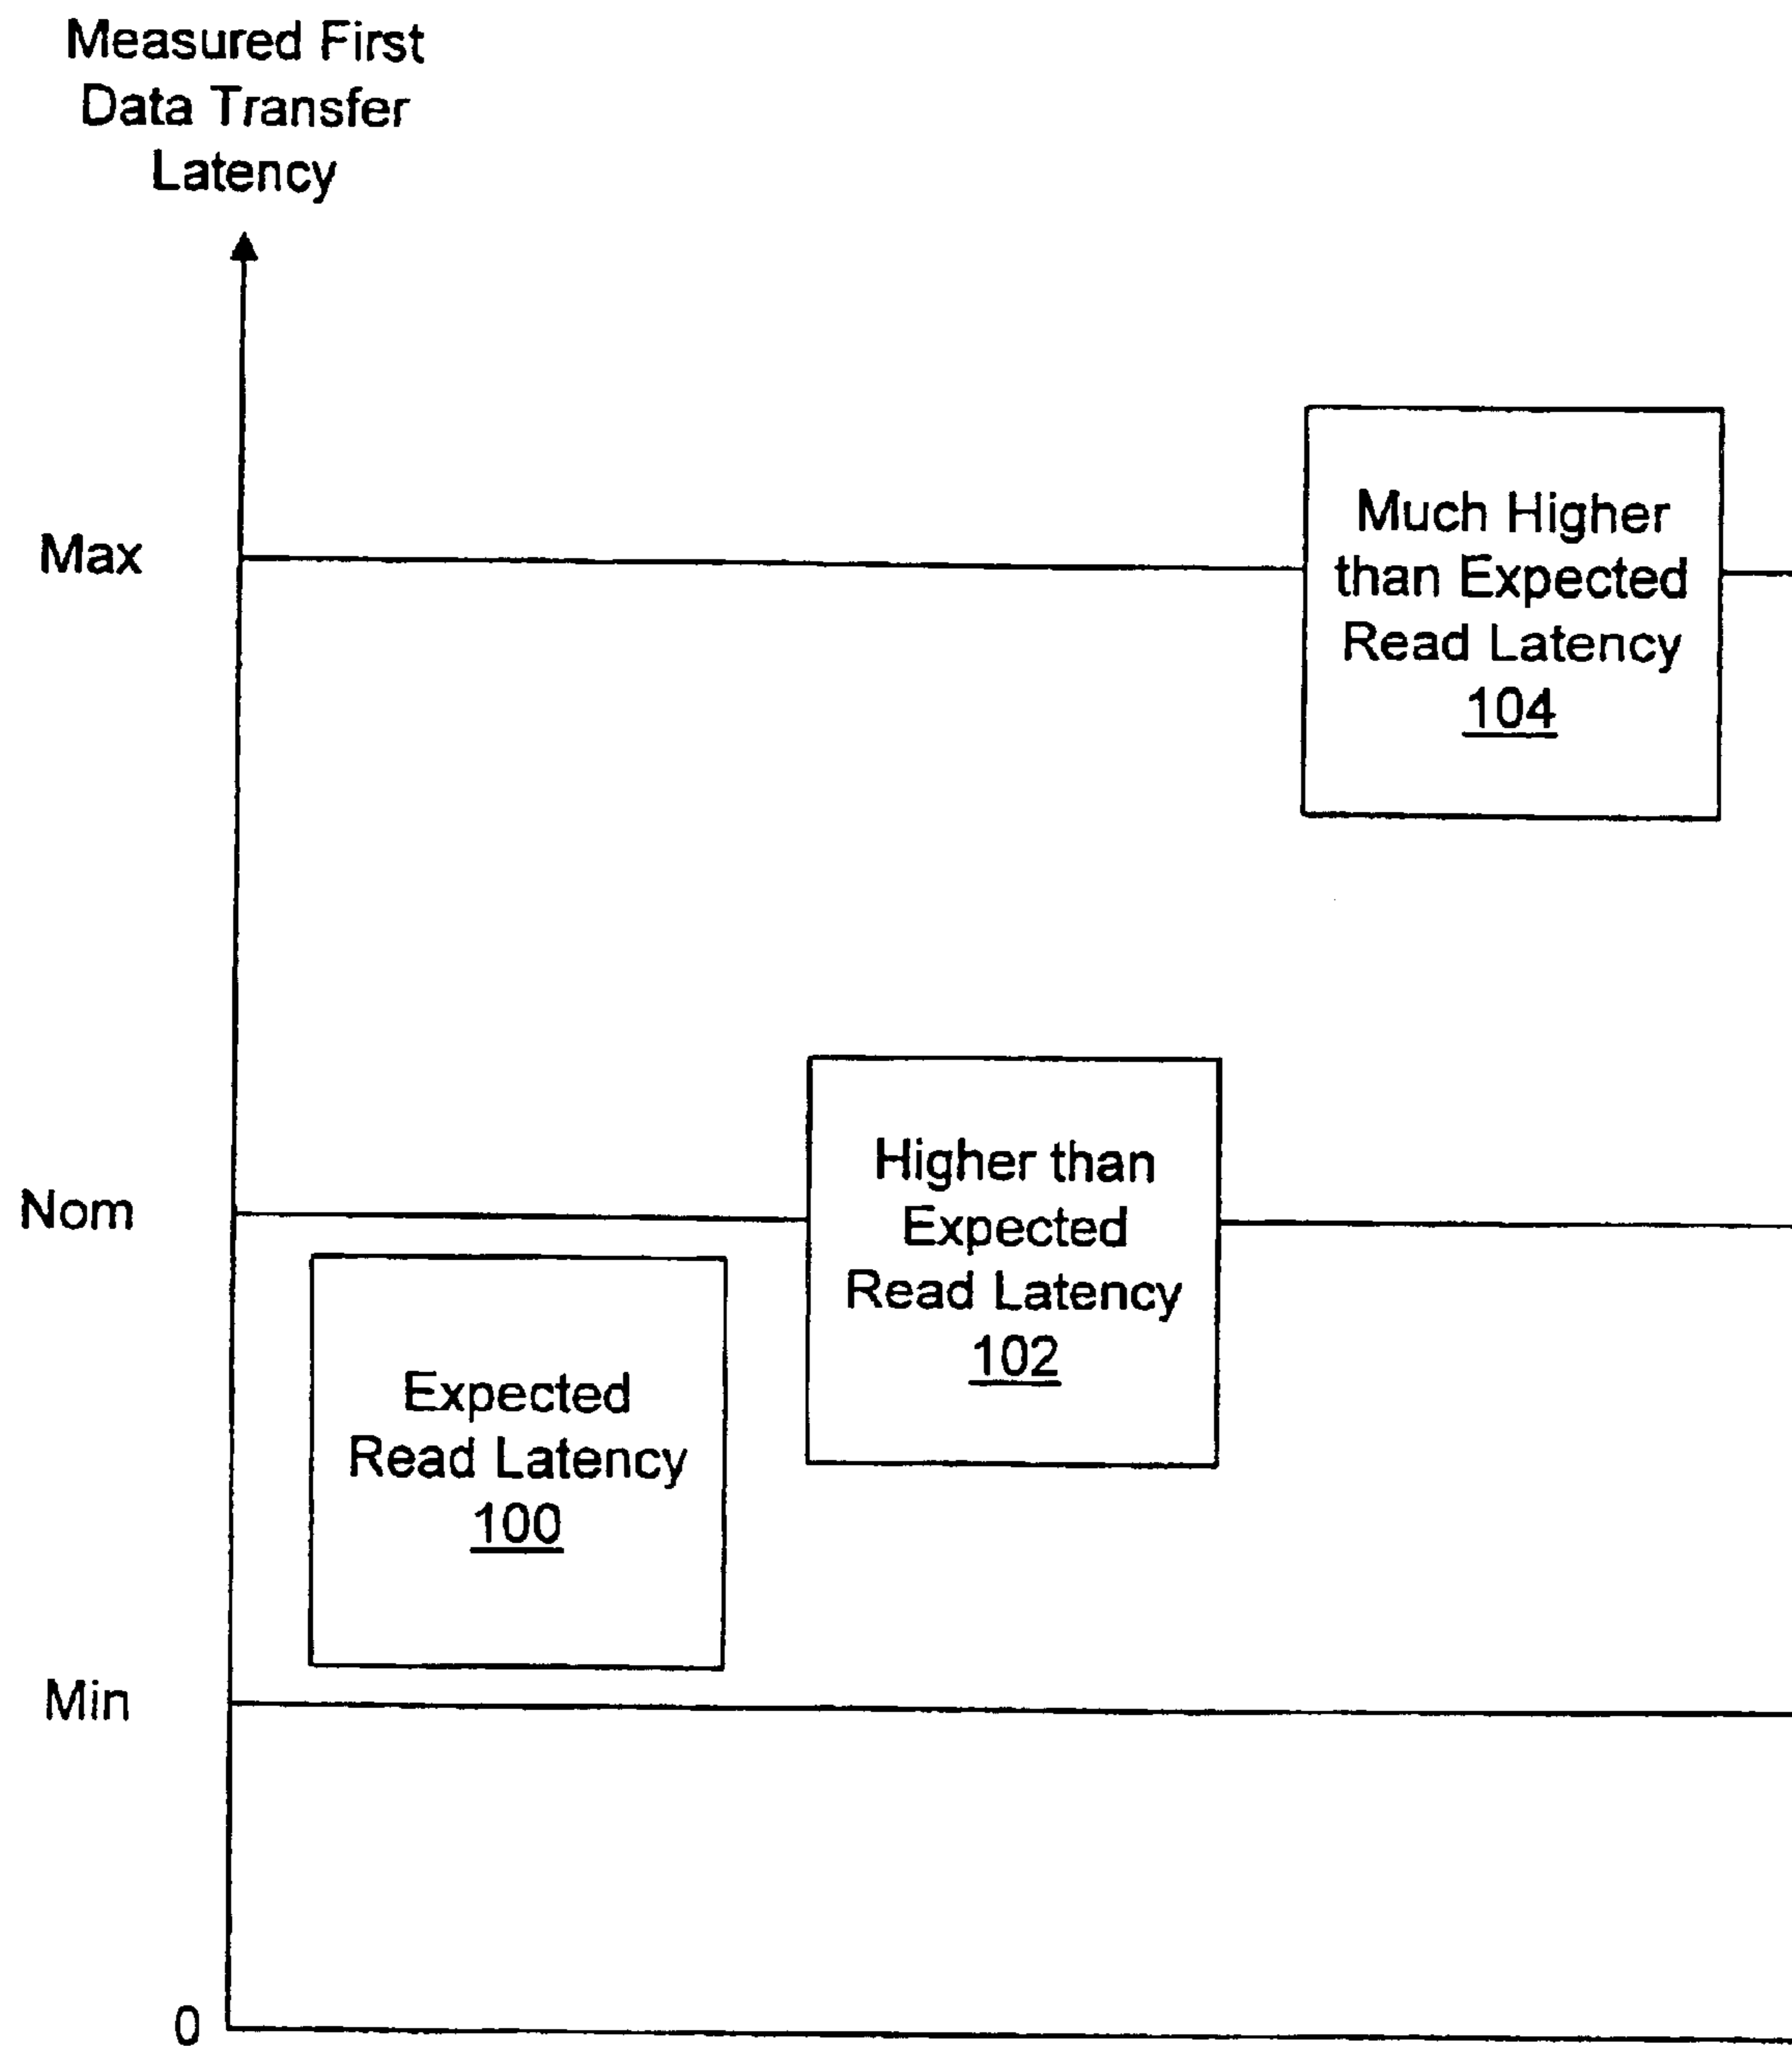 Measured First
Data Transfer
Latency
Max
Much Higher
than Expected
Read Latency
104
Nom
Higher than
Expected
Read Latency
102
Expected
Read Latency
100
Min
0